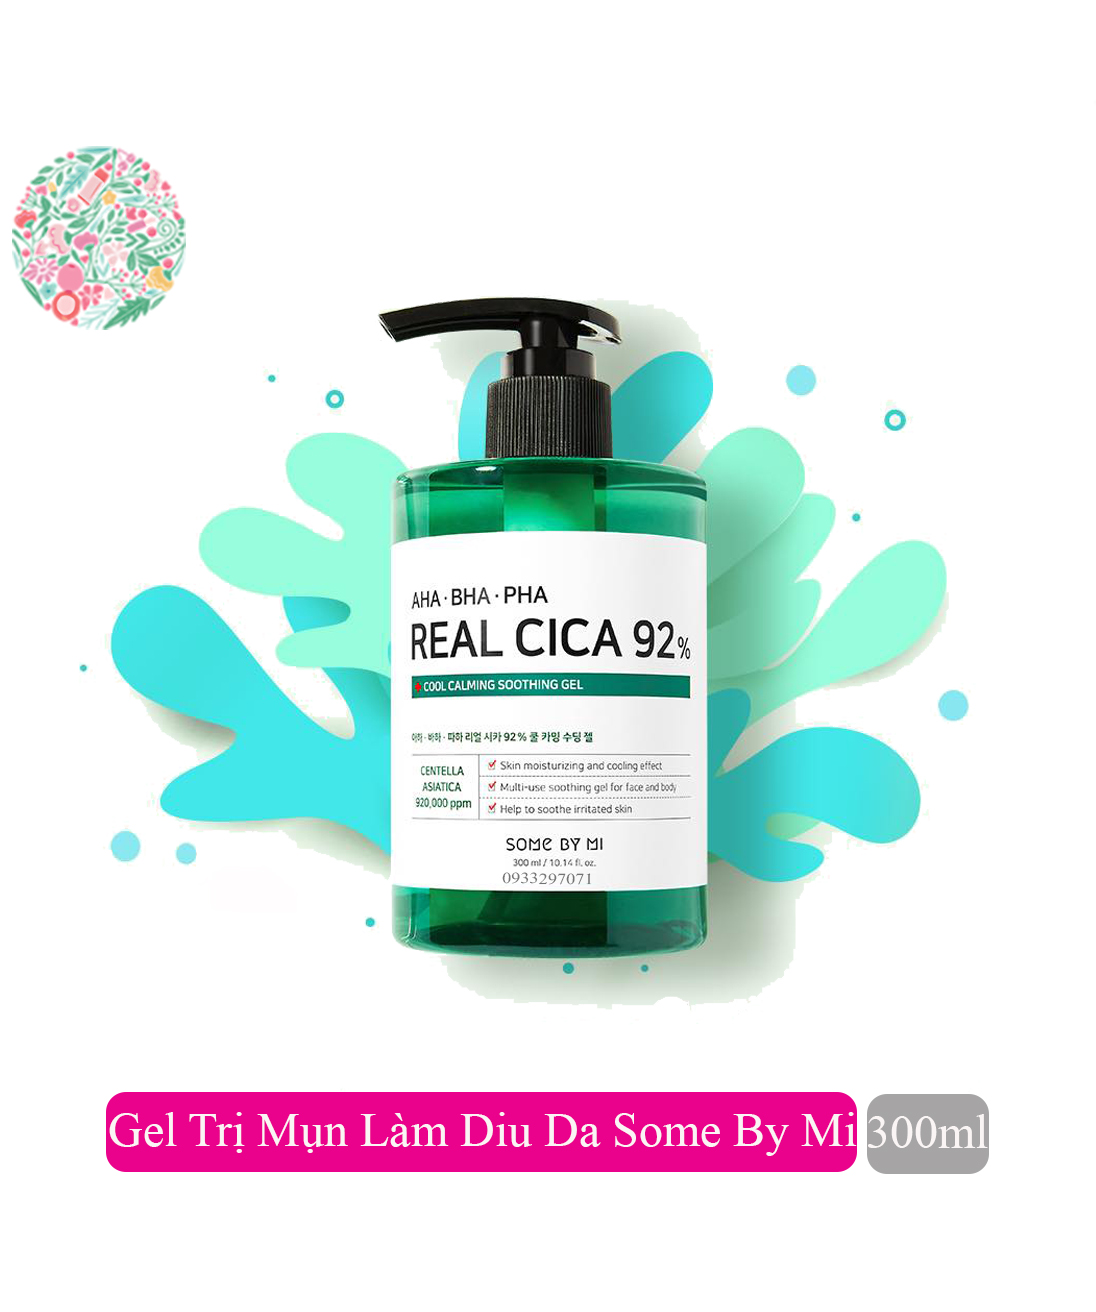 AHA · BHA · PHA
REAL CICA 92%
COOL CALMING SOOTHING GEL
아하 · 바하 · 파하 리얼 시카 92% 쿨 카밍 수딩 젤
CENTELLA
ASIATICA
920,000 ppm
Skin moisturizing and cooling effect
Multi-use soothing gel for face and body
Help to soothe irritated skin
SOME BY MI
300 ml / 10.14 fl. oz.
0933297071
Gel Trị Mụn Làm Diu Da Some By Mi 300ml